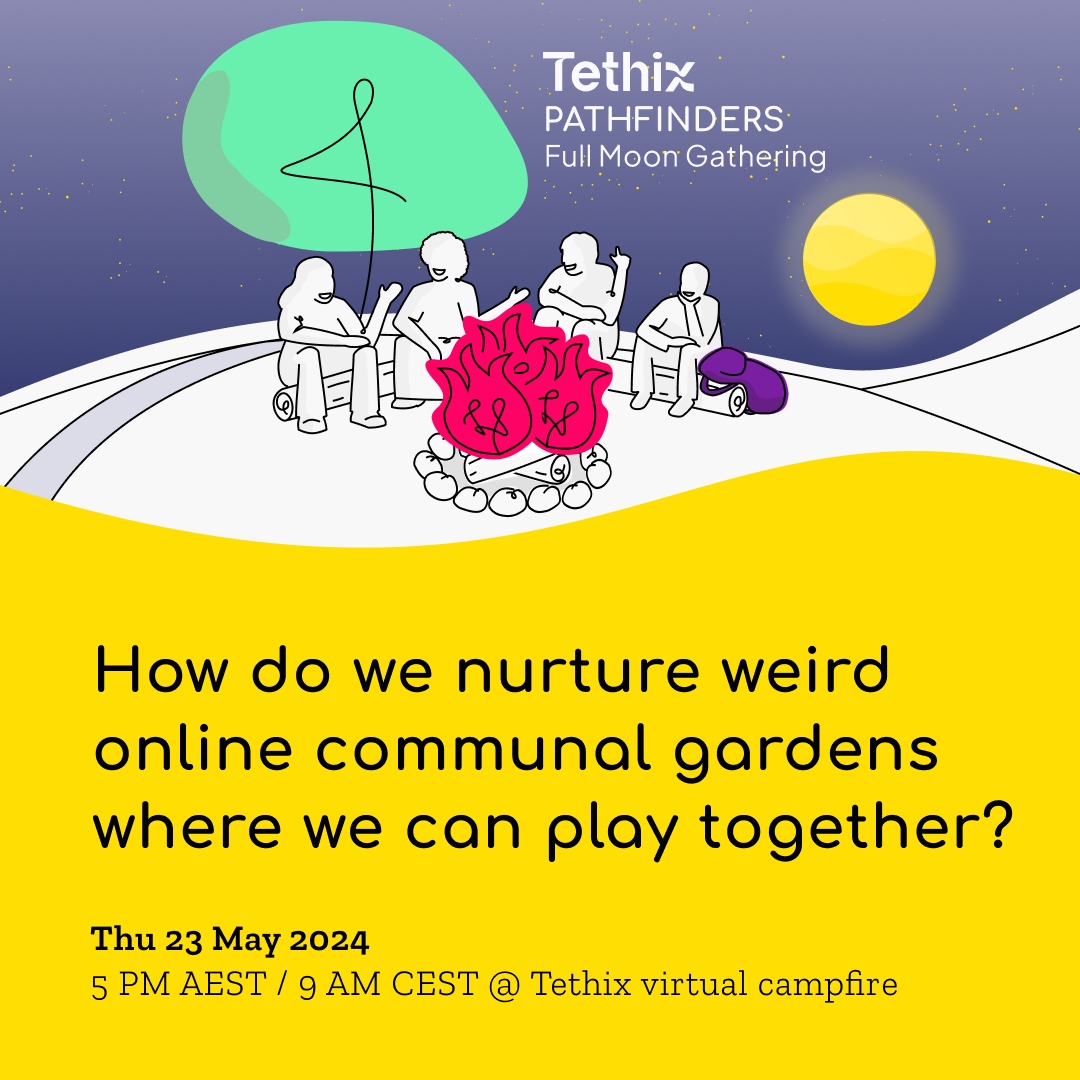 Tethix
PATHFINDERS
Full Moon Gathering
How do we nurture weird
online communal gardens
where we can play together?
Thu 23 May 2024
5 PM AEST / 9 AM CEST @ Tethix virtual campfire